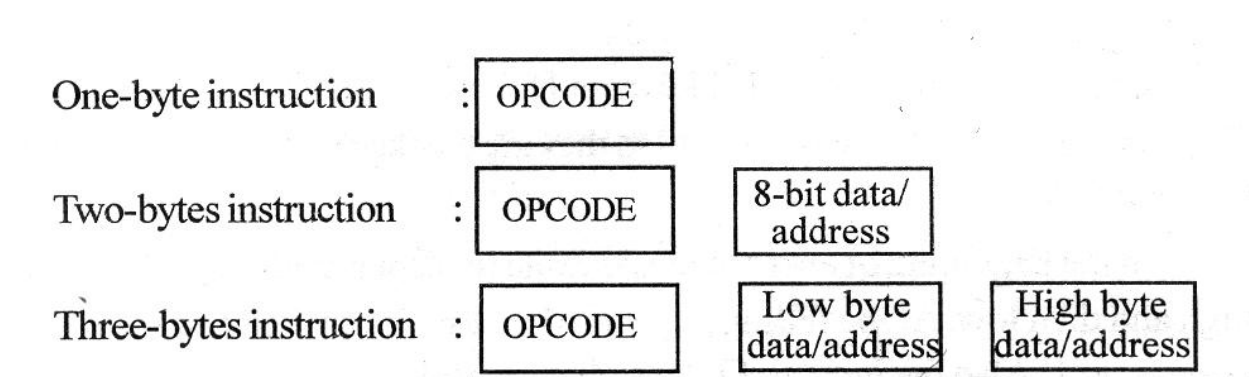 One-byte instruction : OPCODE
Two-bytes instruction : OPCODE 8-bit data/
address
Three-bytes instruction : OPCODE Low byte High byte
data/address data/address